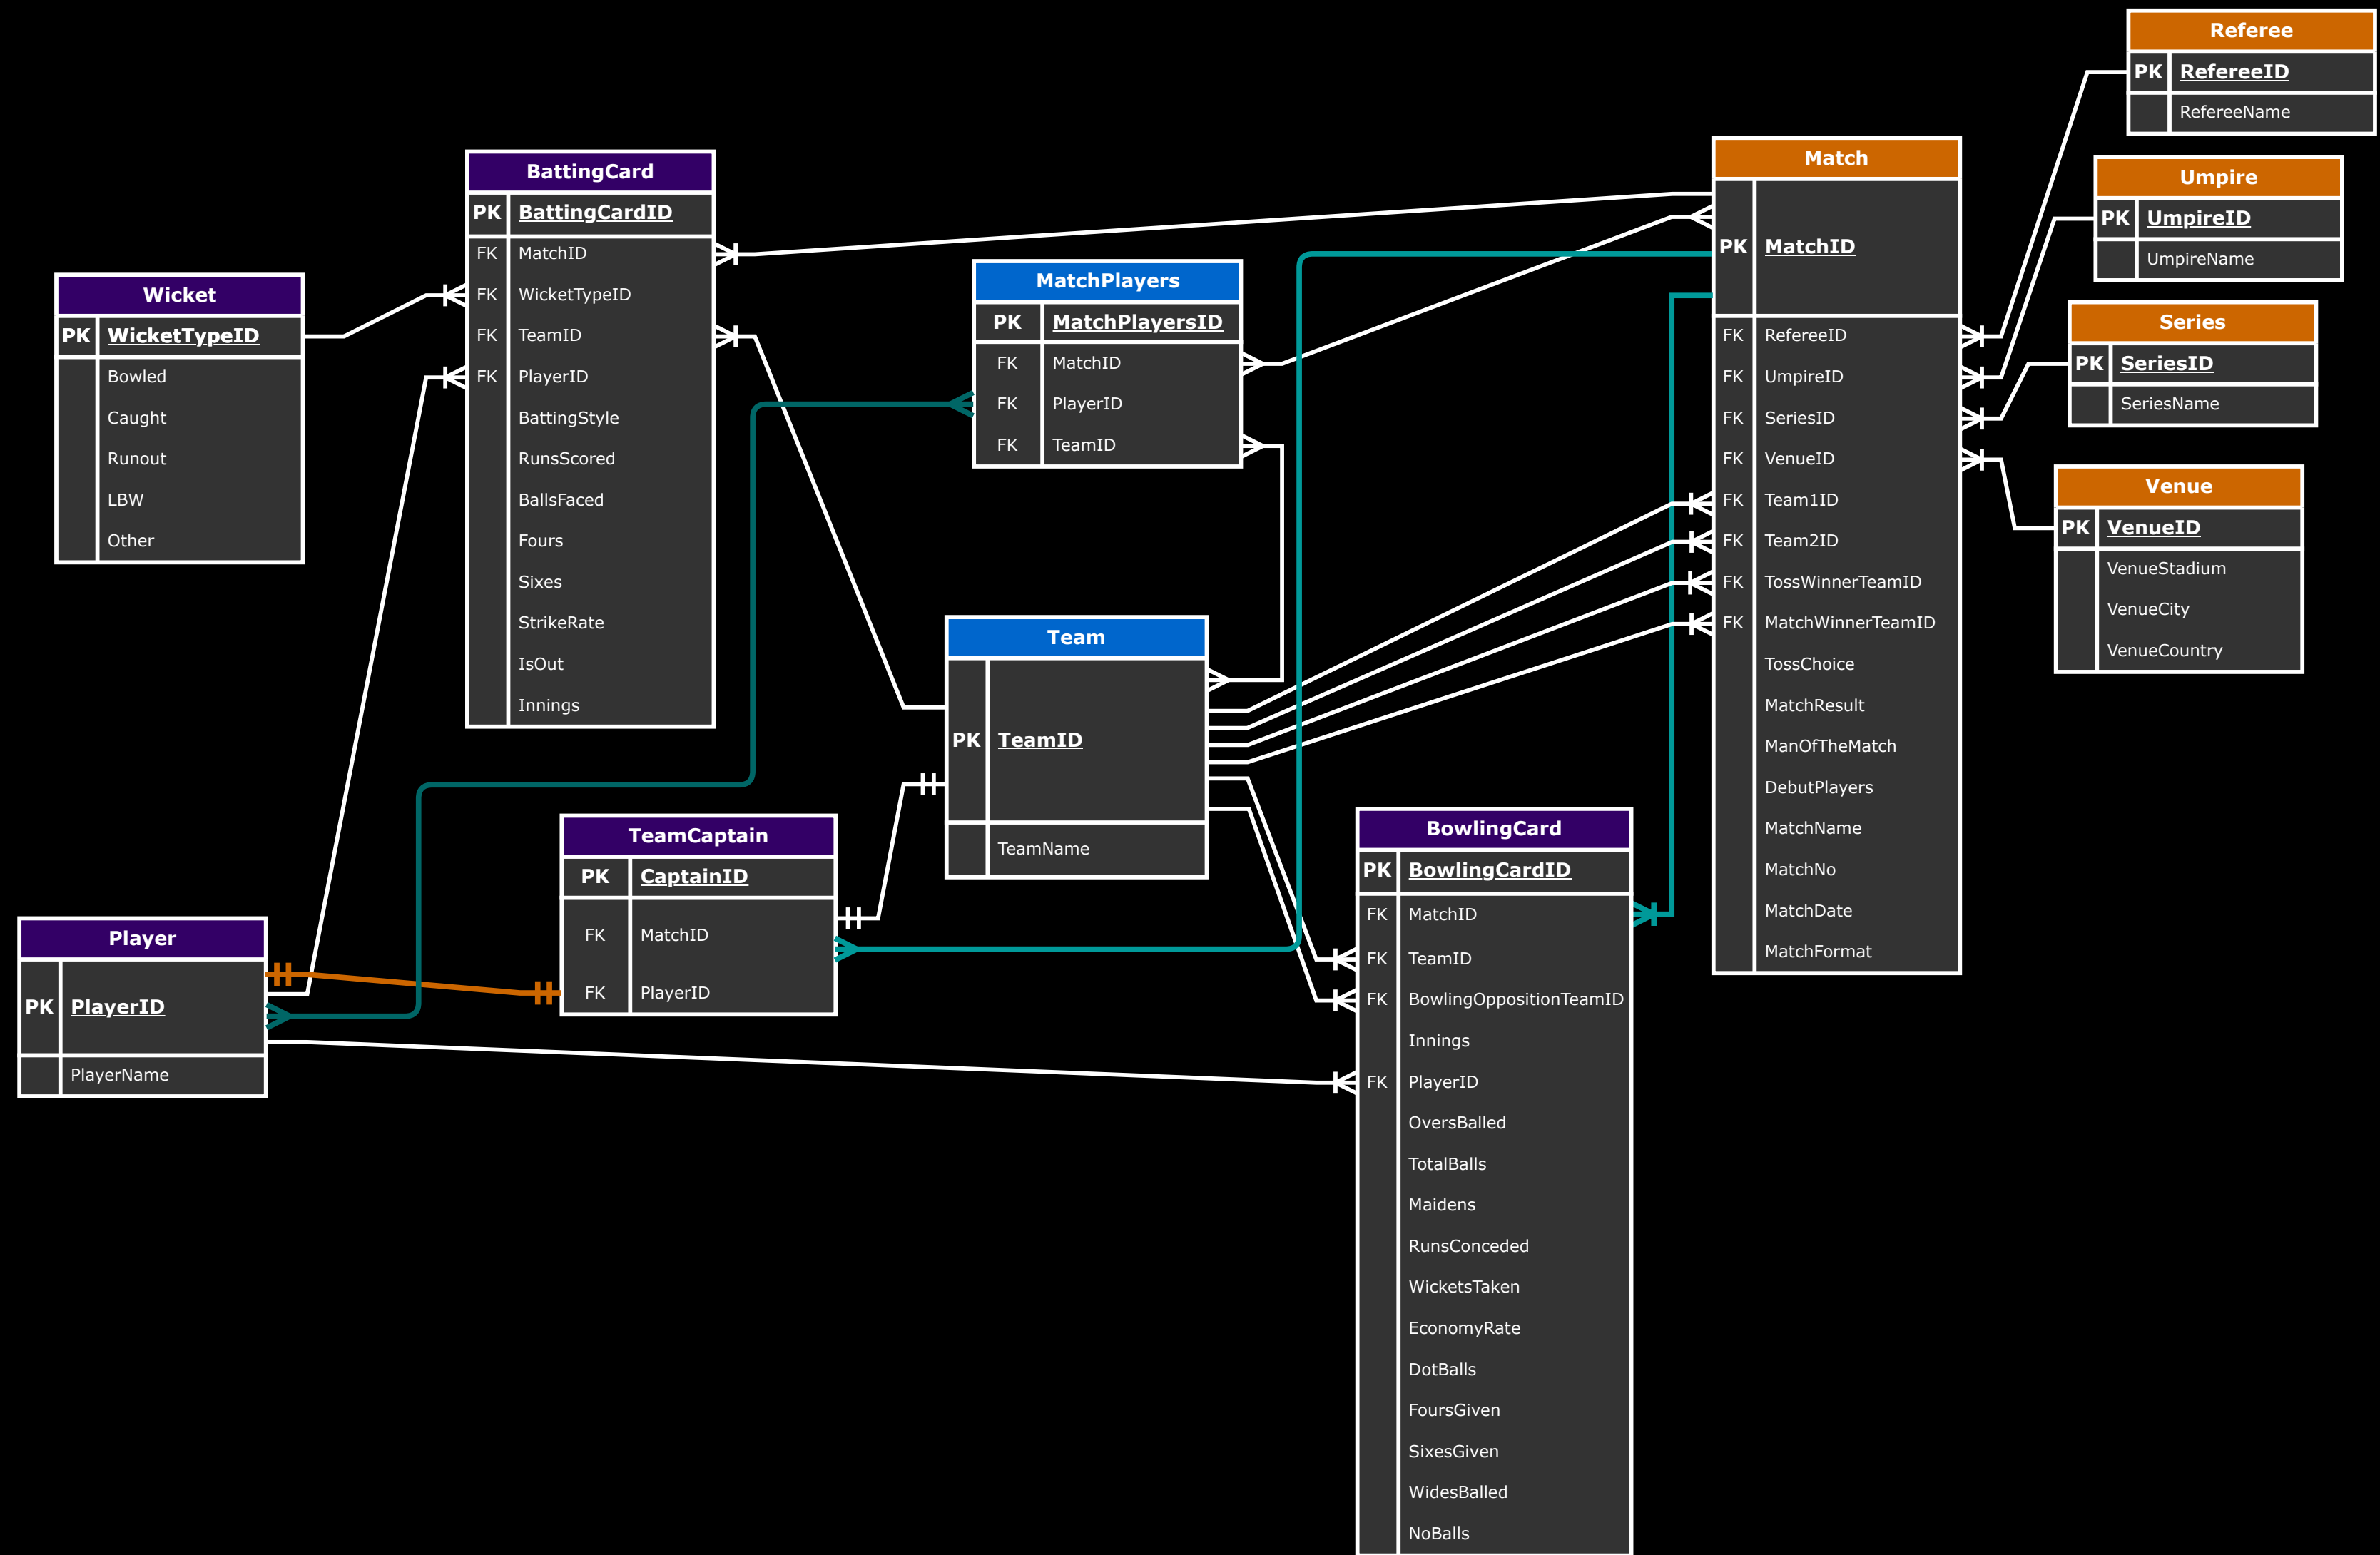 Referee
PK RefereeID
RefereeName
Umpire
PK UmpireID
UmpireName
Series
PK SeriesID
SeriesName
Venue
PK VenueID
VenueStadium
VenueCity
VenueCountry
Match
PK MatchID
FK RefereeID
FK UmpireID
FK SeriesID
FK VenueID
FK Team1ID
FK Team2ID
FK TossWinnerTeamID
FK MatchWinnerTeamID
TossChoice
MatchResult
ManOfTheMatch
DebutPlayers
MatchName
MatchNo
MatchDate
MatchFormat
BattingCard
PK BattingCardID
FK MatchID
FK WicketTypeID
FK TeamID
FK PlayerID
BattingStyle
RunsScored
BallsFaced
Fours
Sixes
StrikeRate
IsOut
Innings
Wicket
PK WicketTypeID
Bowled
Caught
Runout
LBW
Other
MatchPlayers
PK MatchPlayersID
FK MatchID
FK PlayerID
FK TeamID
Team
PK TeamID
TeamName
TeamCaptain
PK CaptainID
FK MatchID
FK PlayerID
Player
PK PlayerID
PlayerName
BowlingCard
PK BowlingCardID
FK MatchID
FK TeamID
FK BowlingOppositionTeamID
Innings
FK PlayerID
OversBalled
TotalBalls
Maidens
RunsConceded
WicketsTaken
EconomyRate
DotBalls
FoursGiven
SixesGiven
WidesBalled
NoBalls